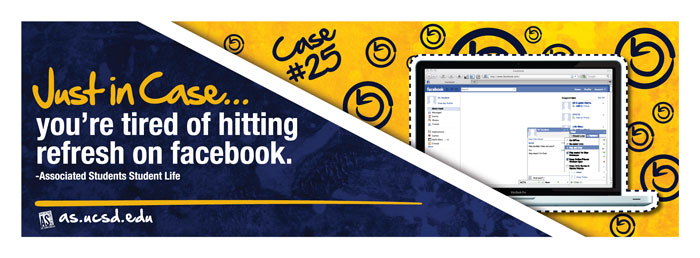 Case
#25
Just in Case...
you're tired of hitting
refresh on facebook.
-Associated Students Student Life
as.ucsd.edu
facebook